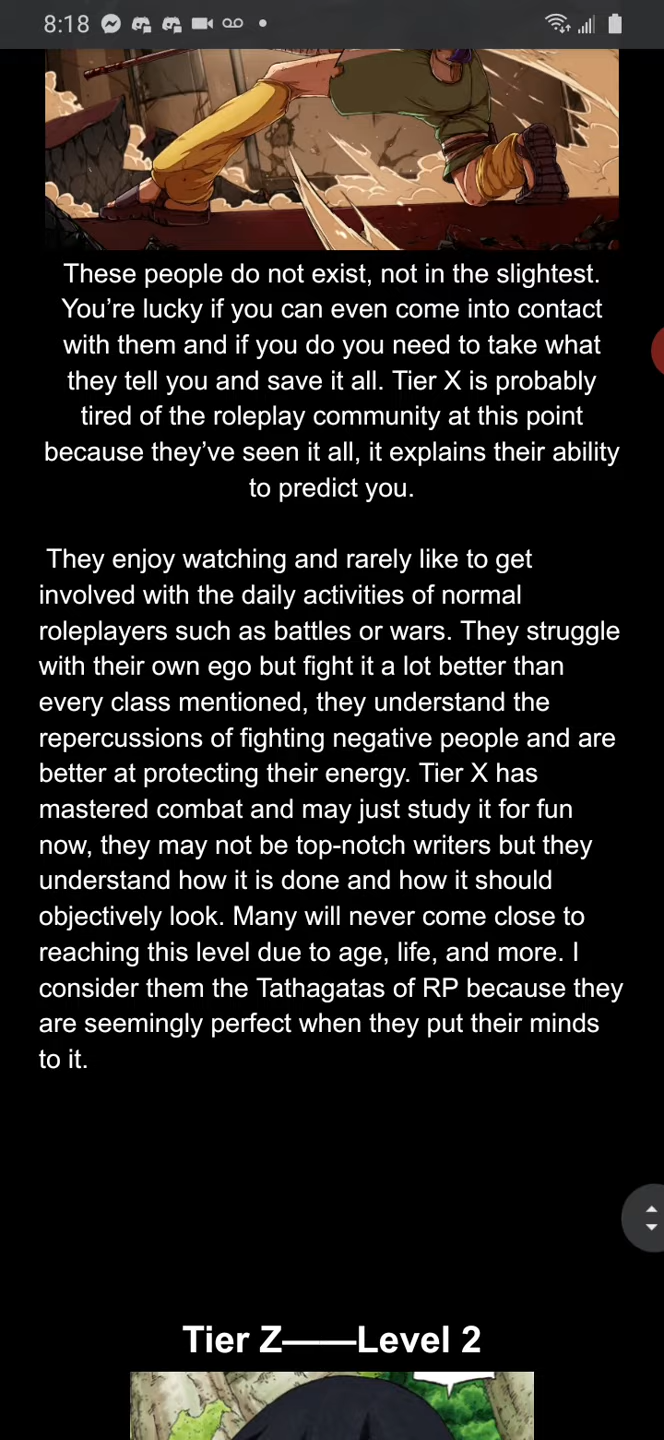 8:18
These people do not exist, not in the slightest.
You’re lucky if you can even come into contact
with them and if you do you need to take what
they tell you and save it all. Tier X is probably
tired of the roleplay community at this point
because they’ve seen it all, it explains their ability
to predict you.
They enjoy watching and rarely like to get
involved with the daily activities of normal
roleplayers such as battles or wars. They struggle
with their own ego but fight it a lot better than
every class mentioned, they understand the
repercussions of fighting negative people and are
better at protecting their energy. Tier X has
mastered combat and may just study it for fun
now, they may not be top-notch writers but they
understand how it is done and how it should
objectively look. Many will never come close to
reaching this level due to age, life, and more. I
consider them the Tathagatas of RP because they
are seemingly perfect when they put their minds
to it.
Tier Z——Level 2